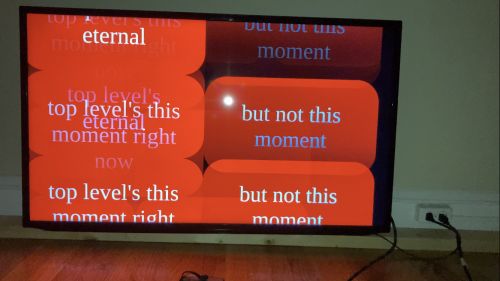 top level's this
moment right
eternal
but not this
moment
top level's
top level's this
eternal
moment right
now
but not this
moment
top level's this
moment right
but not this
moment